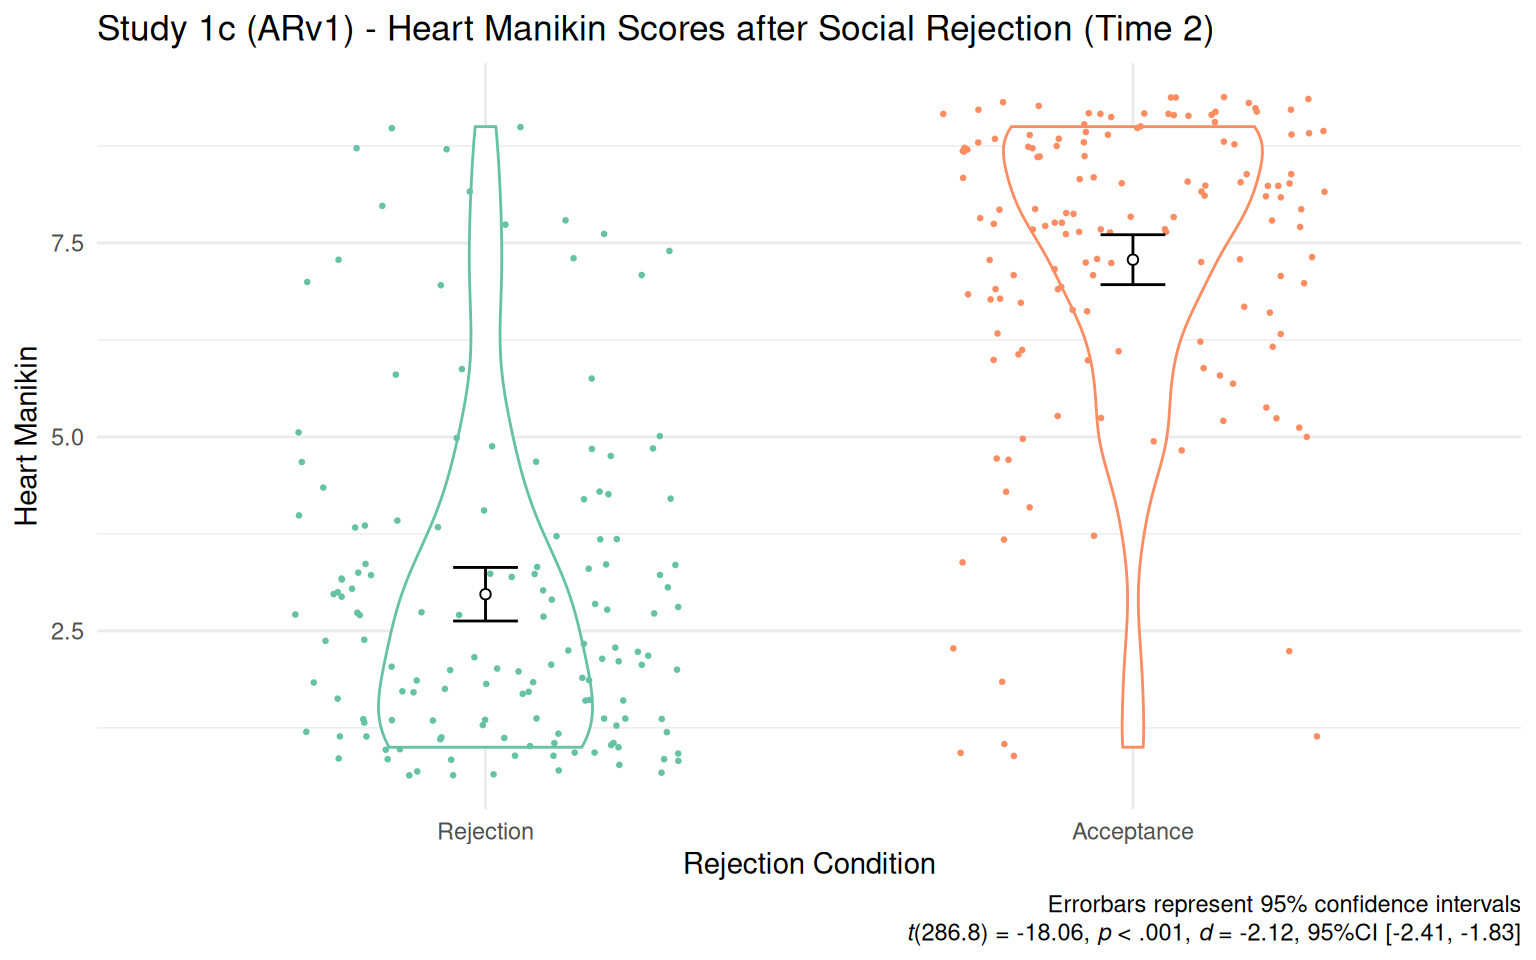 Study 1c (ARv1) - Heart Manikin Scores after Social Rejection (Time 2)
Heart Manikin
7.5
5.0
2.5
Rejection
Acceptance
Rejection Condition
Errorbars represent 95% confidence intervals
t(286.8) = -18.06, p < .001, d = -2.12, 95%CI [-2.41, -1.83]